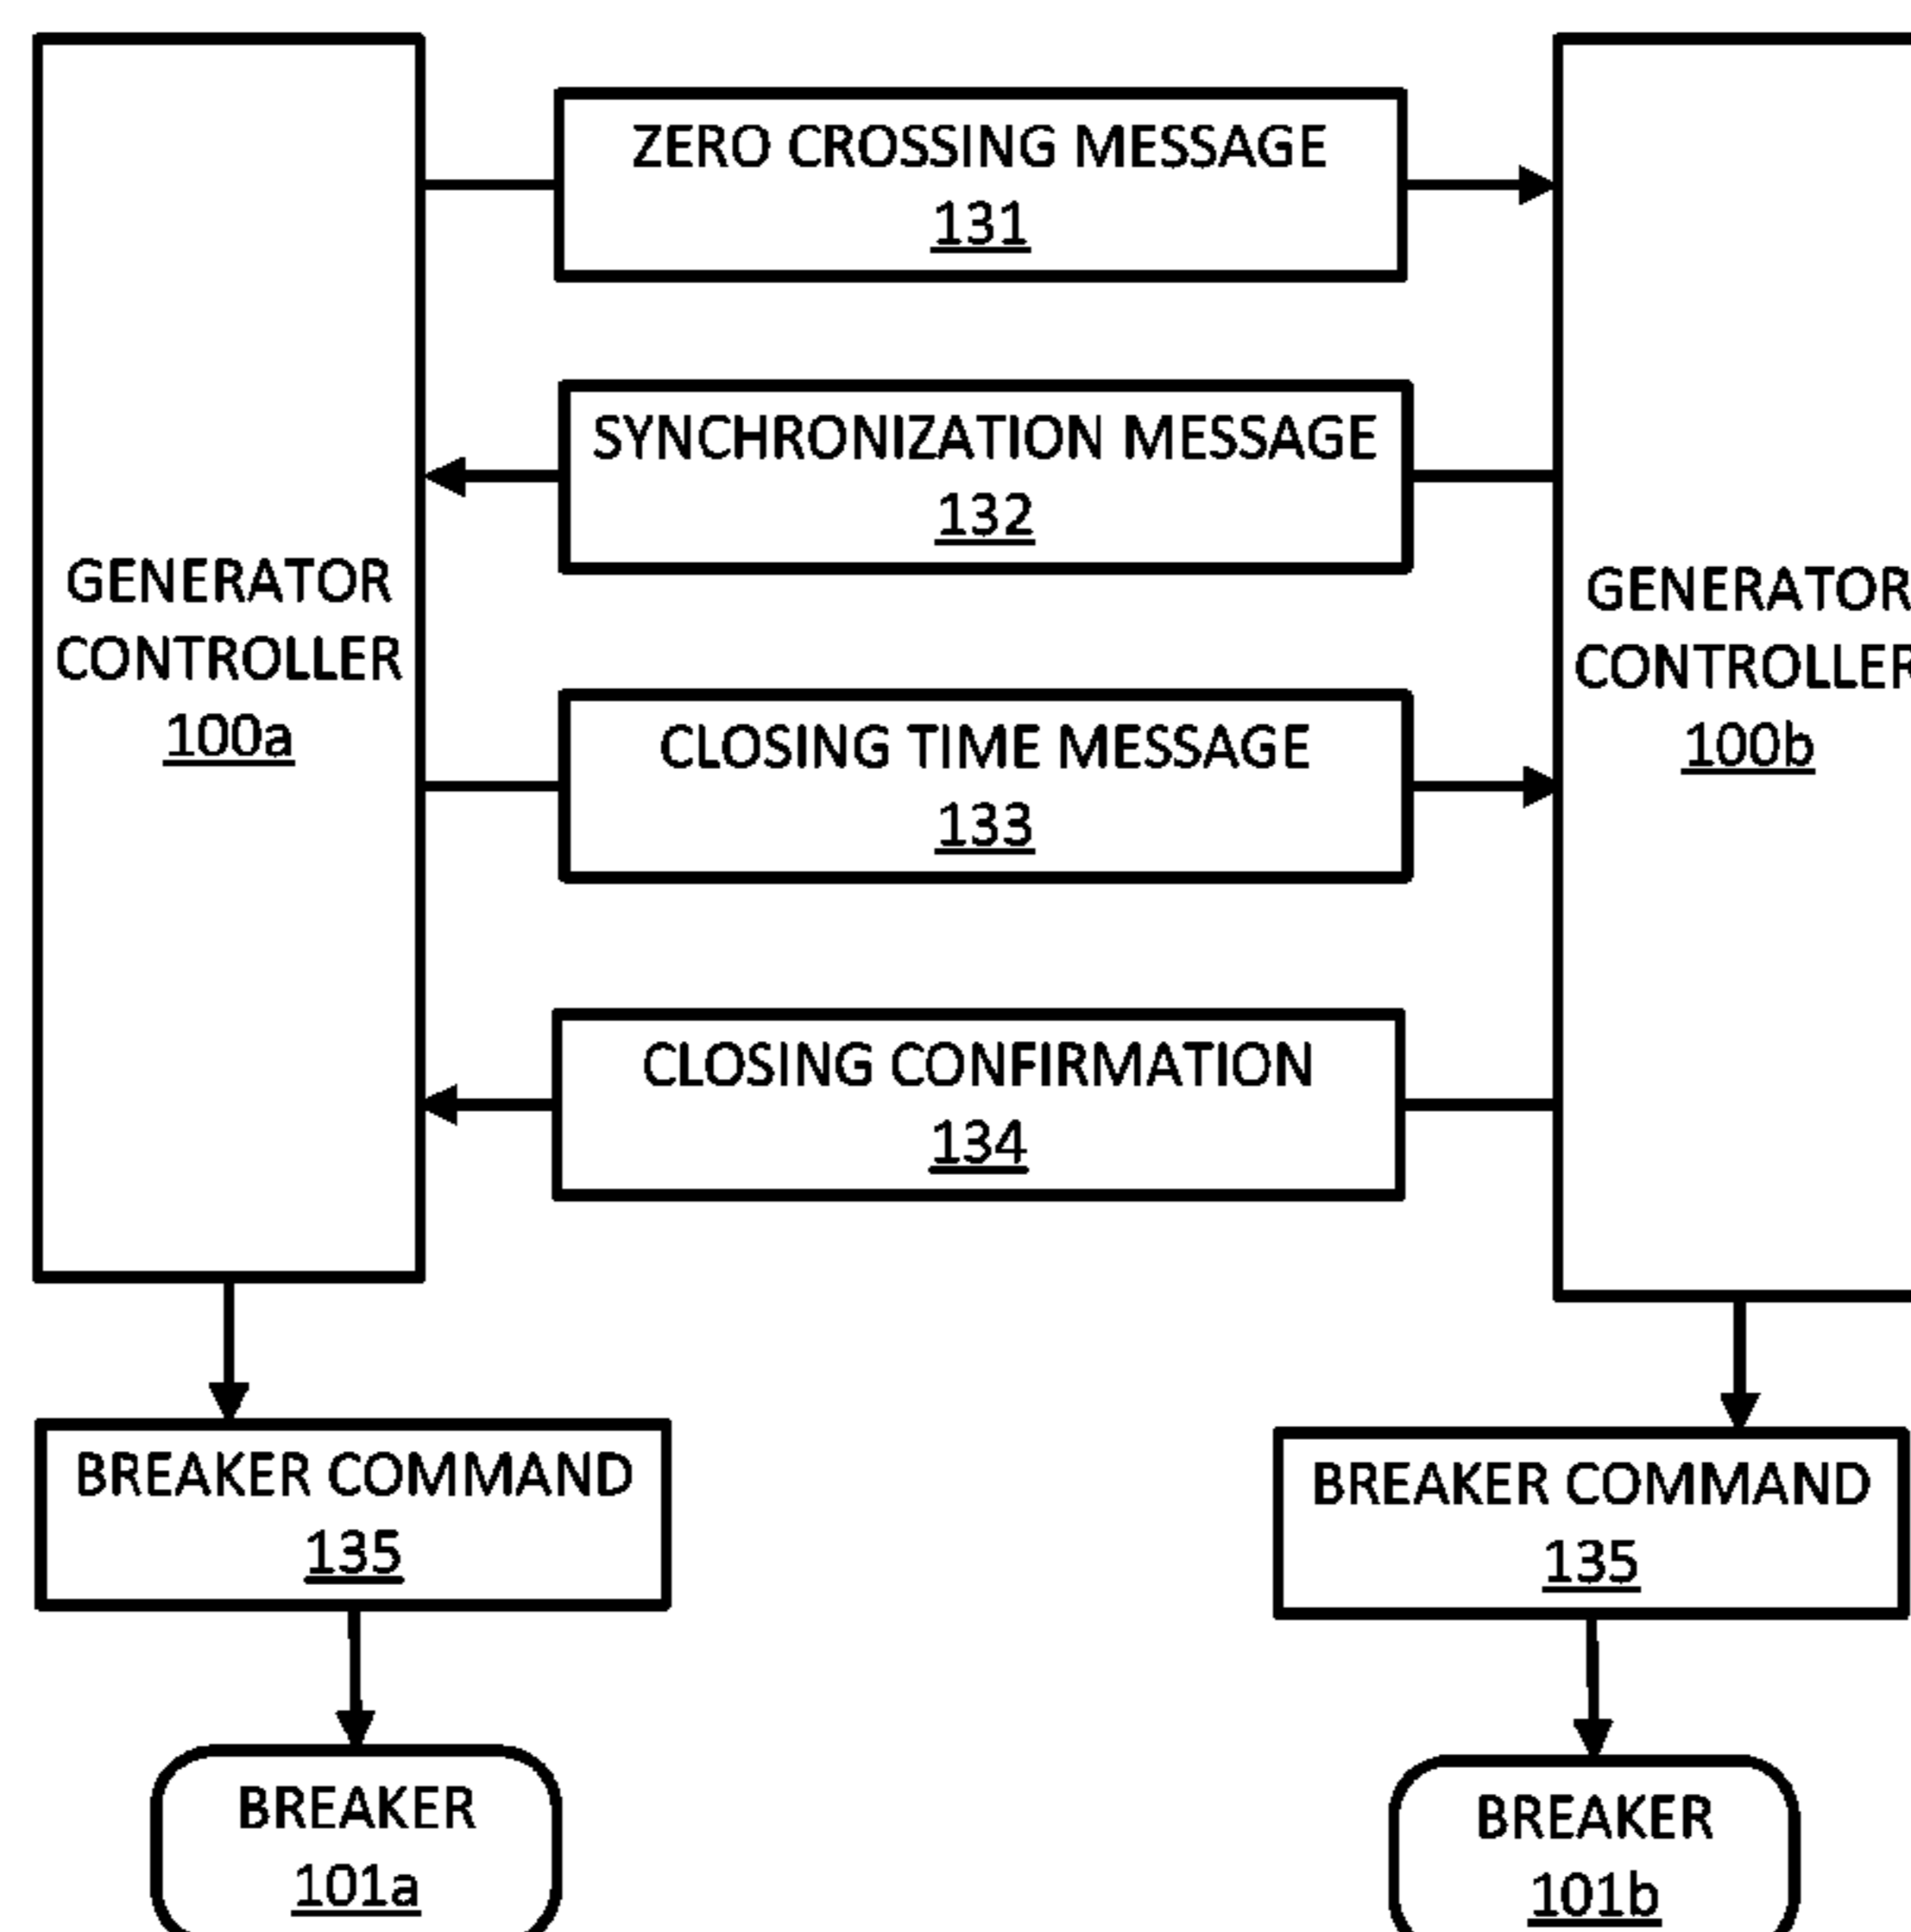 ZERO CROSSING MESSAGE
131
SYNCHRONIZATION MESSAGE
132
GENERATOR
CONTROLLER
100a
GENERATOR
CONTROLLER
100b
CLOSING TIME MESSAGE
133
CLOSING CONFIRMATION
134
BREAKER COMMAND
135
BREAKER COMMAND
135
BREAKER
101a
BREAKER
101b